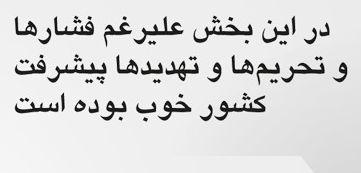 در این بخش علیرغم فشارها
و تحریم‌ها و تهدیدها پیشرفت
کشور خوب بوده است